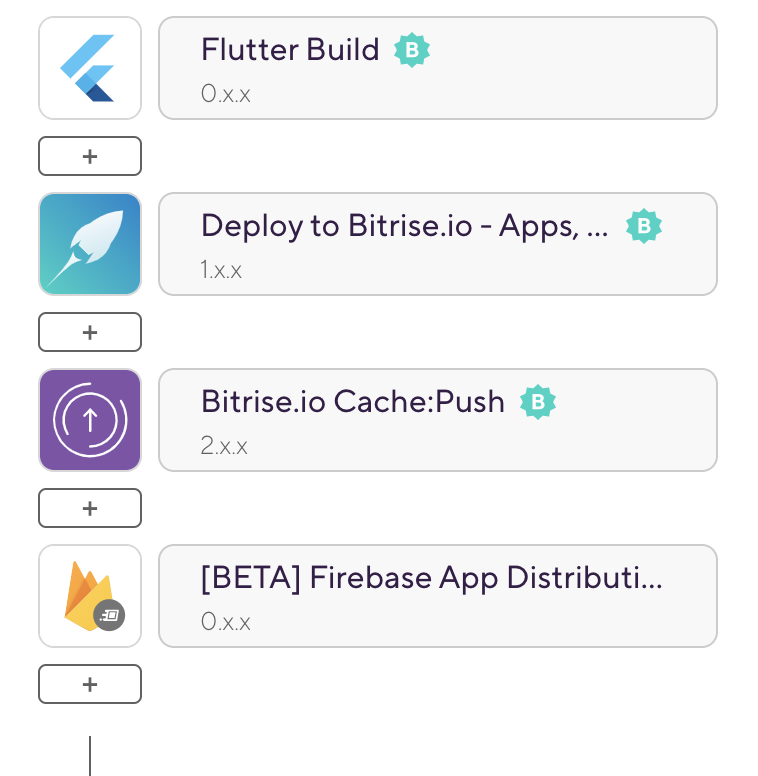 Flutter Build B
0.x.x
+
Deploy to Bitrise.io - Apps, ... B
1.x.x
+
Bitrise.io Cache:Push B
2.x.x
+
[BETA] Firebase App Distributi...
0.x.x
+